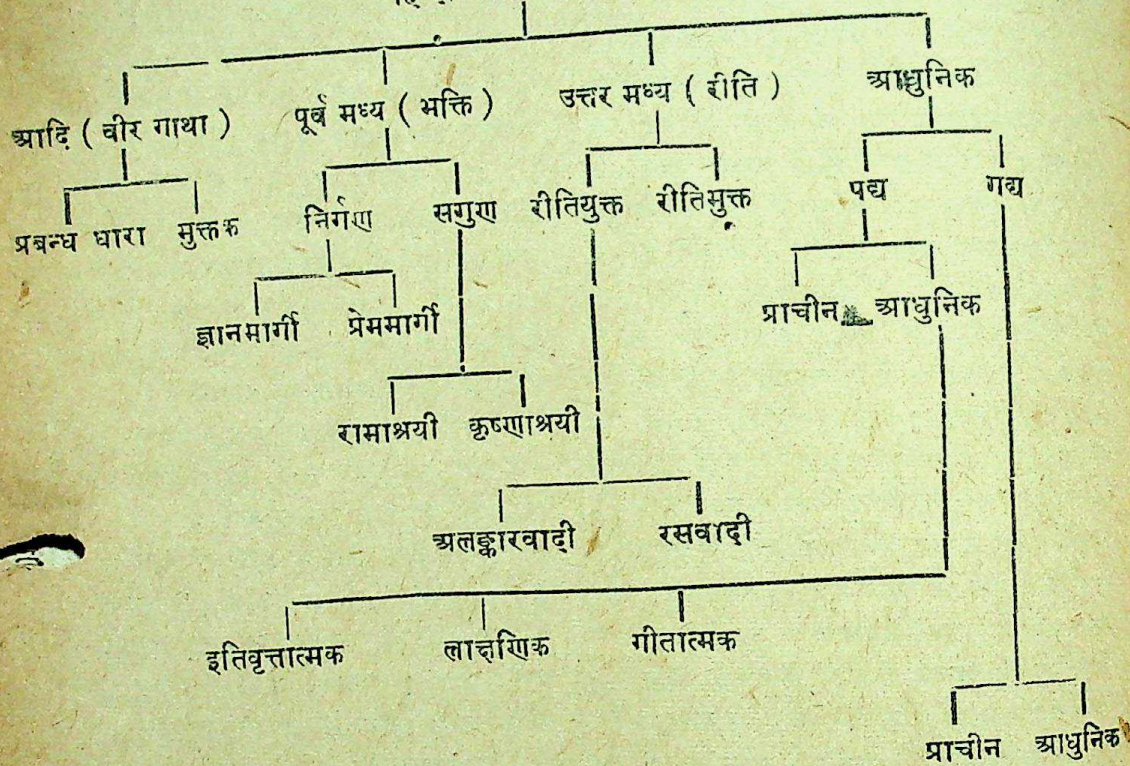 आदि ( वीर गाथा ) पूर्व मध्य ( भक्ति ) उत्तर मध्य ( रीति ) आधुनिक
प्रबन्ध धारा मुक्तक निर्गण सगुण रीतियुक्त रीतिमुक्त पद्य गद्य
ज्ञानमार्गी प्रेममार्गी प्राचीन आधुनिक
रामाश्रयी कृष्णाश्रयी
अलङ्कारवादी रसवादी
इतिवृत्तात्मक लाक्षणिक गीतात्मक
प्राचीन आधुनिक